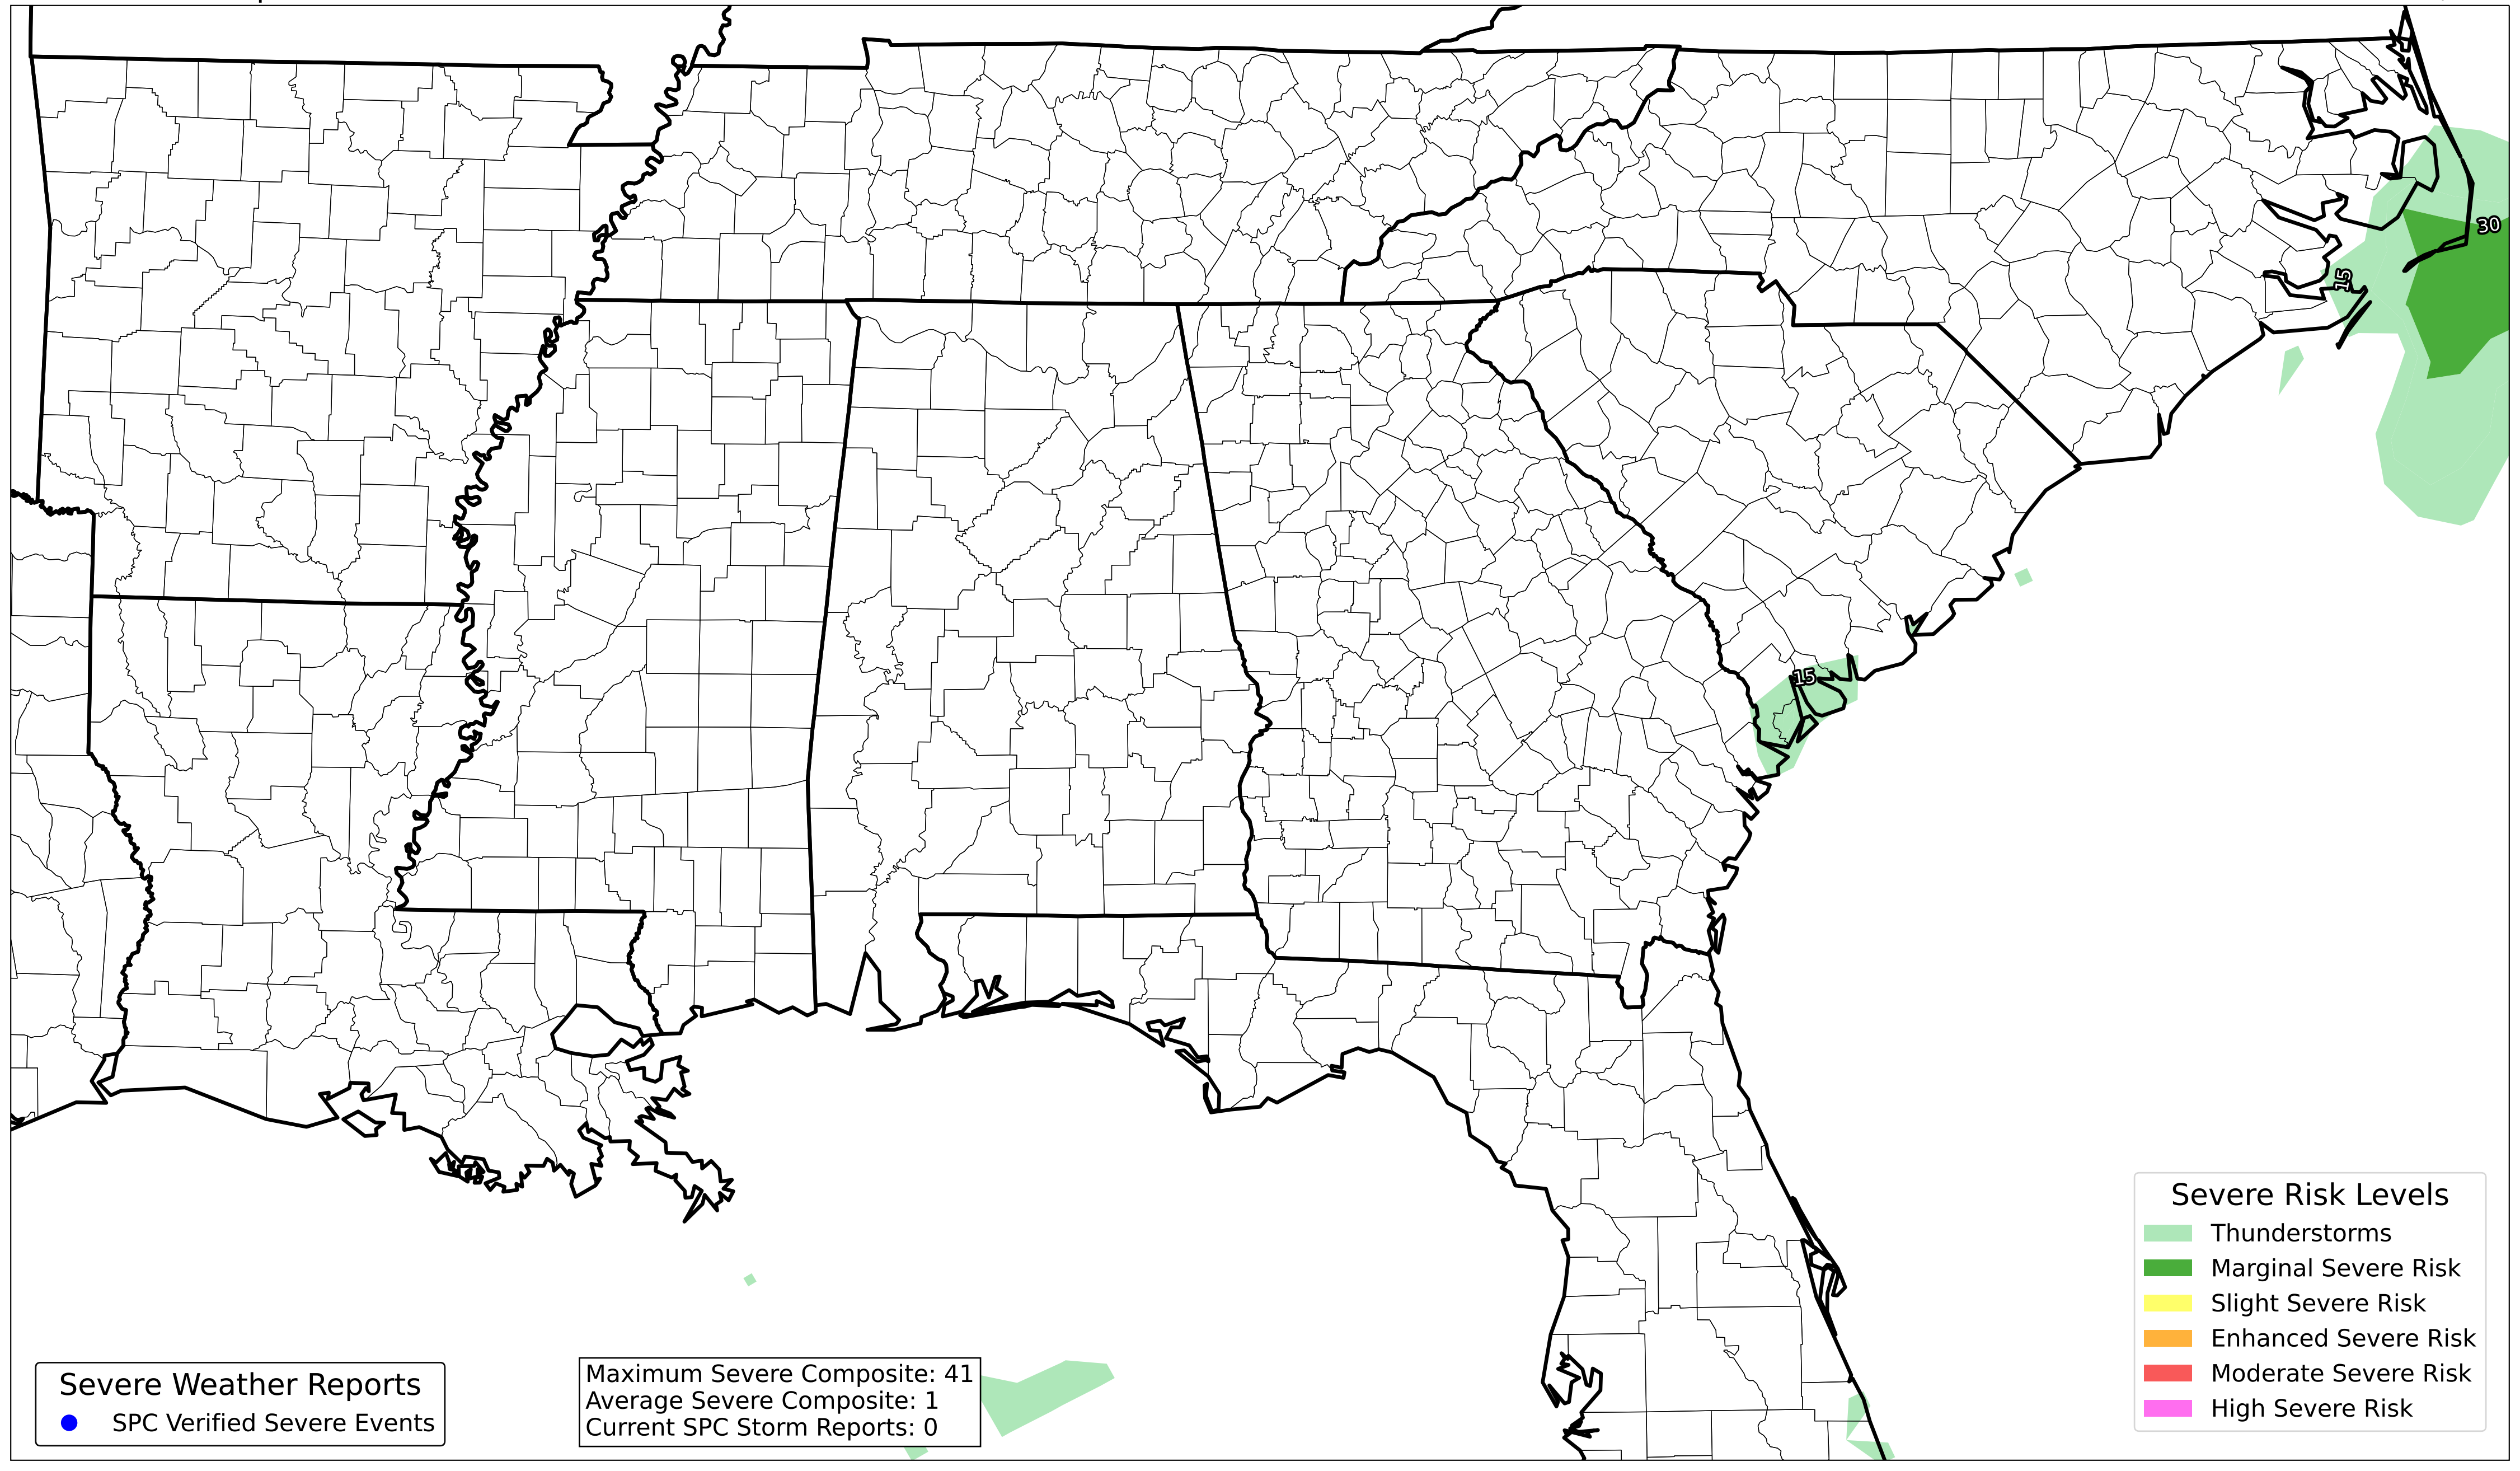 30
15
15
Severe Risk Levels
Thunderstorms
Marginal Severe Risk
Slight Severe Risk
Enhanced Severe Risk
Moderate Severe Risk
High Severe Risk
Severe Weather Reports
SPC Verified Severe Events
Maximum Severe Composite: 41
Average Severe Composite: 1
Current SPC Storm Reports: 0